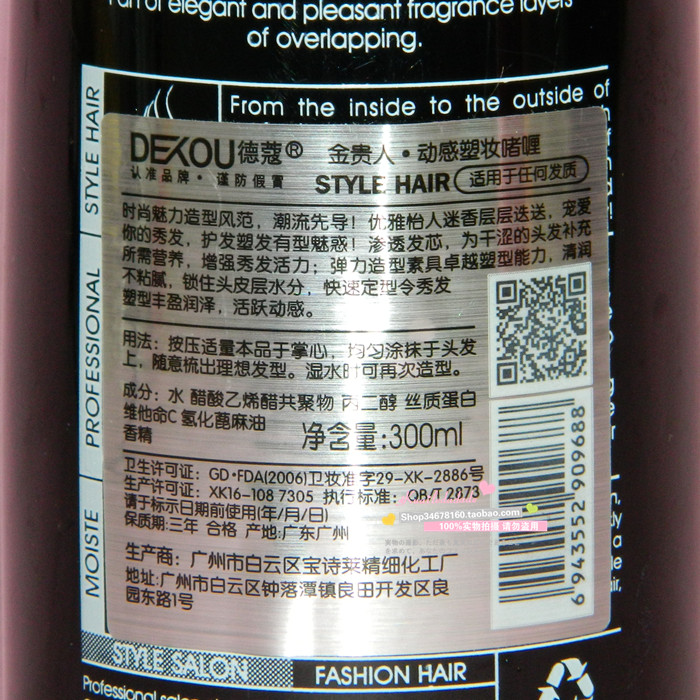 of elegant and pleasant fragrance layers
of overlapping.
STYLE HAIR
PROFESSIONAL
MOISTE
From the inside to the outside of
DEKOU德蔻® 金贵人·动感塑妆啫喱
认准品牌·谨防假冒 STYLE HAIR 适用于任何发质
时尚魅力造型风范，潮流先导！优雅怡人迷香层层迭送，宠爱
你的秀发，护发塑发有型魅惑！渗透发芯，为干涩的头发补充
所需营养，增强秀发活力；弹力造型素具卓越塑型能力，清润
不粘腻，锁住头皮层水分，快速定型令秀发
塑型丰盈润泽，活跃动感。
用法：按压适量本品于掌心，均匀涂抹于头发
上，随意梳出理想发型。湿水时可再次造型。
成分：水 醋酸乙烯醋共聚物 丙二醇 丝质蛋白
维他命C 氢化蓖麻油
香精
净含量:300ml
卫生许可证：GD·FDA(2006)卫妆准字29-XK-2886号
生产许可证：XK16-108 7305 执行标准：QB/T 2873
请于标示日期前使用(年/月/日)
保质期:三年 合格 产地:广东广州
Shop34678160.taobao.com
100%实物拍摄 请勿盗用
生产商：广州市白云区宝诗莱精细化工厂
地址:广州市白云区钟落潭镇良田开发区良
园东路1号
6 943552 909688
STYLE SALON
FASHION HAIR
Professional